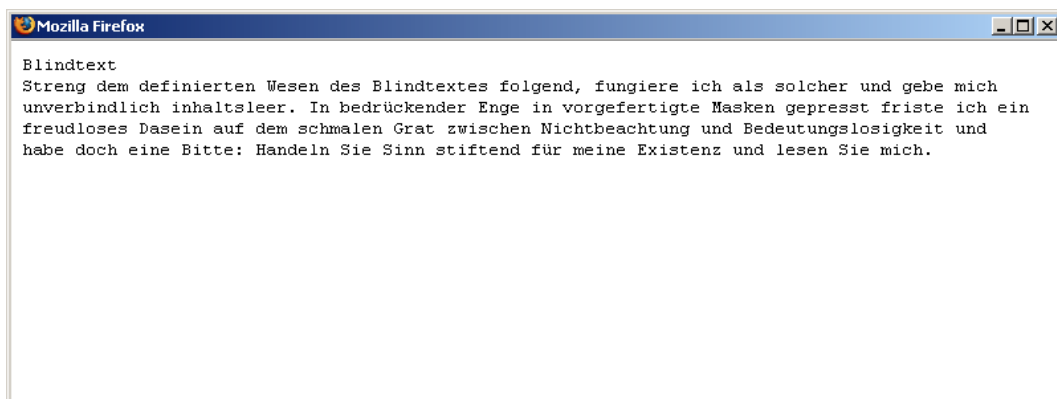 Mozilla Firefox
Blindtext
Streng dem definierten Wesen des Blindtextes folgend, fungiere ich als solcher und gebe mich
unverbindlich inhaltsleer. In bedrückender Enge in vorgefertigte Masken gepresst friste ich ein
freudloses Dasein auf dem schmalen Grat zwischen Nichtbeachtung und Bedeutungslosigkeit und
habe doch eine Bitte: Handeln Sie Sinn stiftend für meine Existenz und lesen Sie mich.